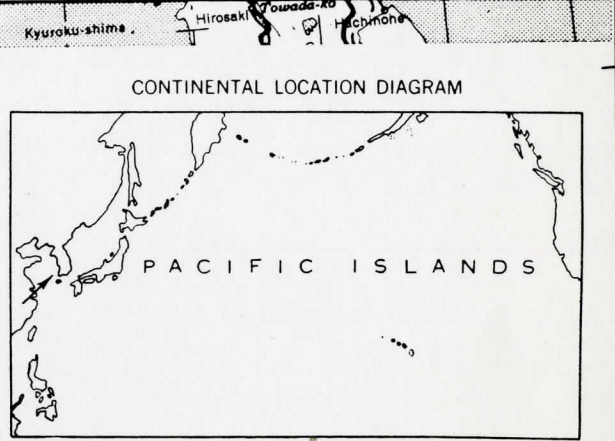 Towada-ko
Kyuroku-shima Hirosaki Hachinohe
CONTINENTAL LOCATION DIAGRAM
PACIFIC ISLANDS